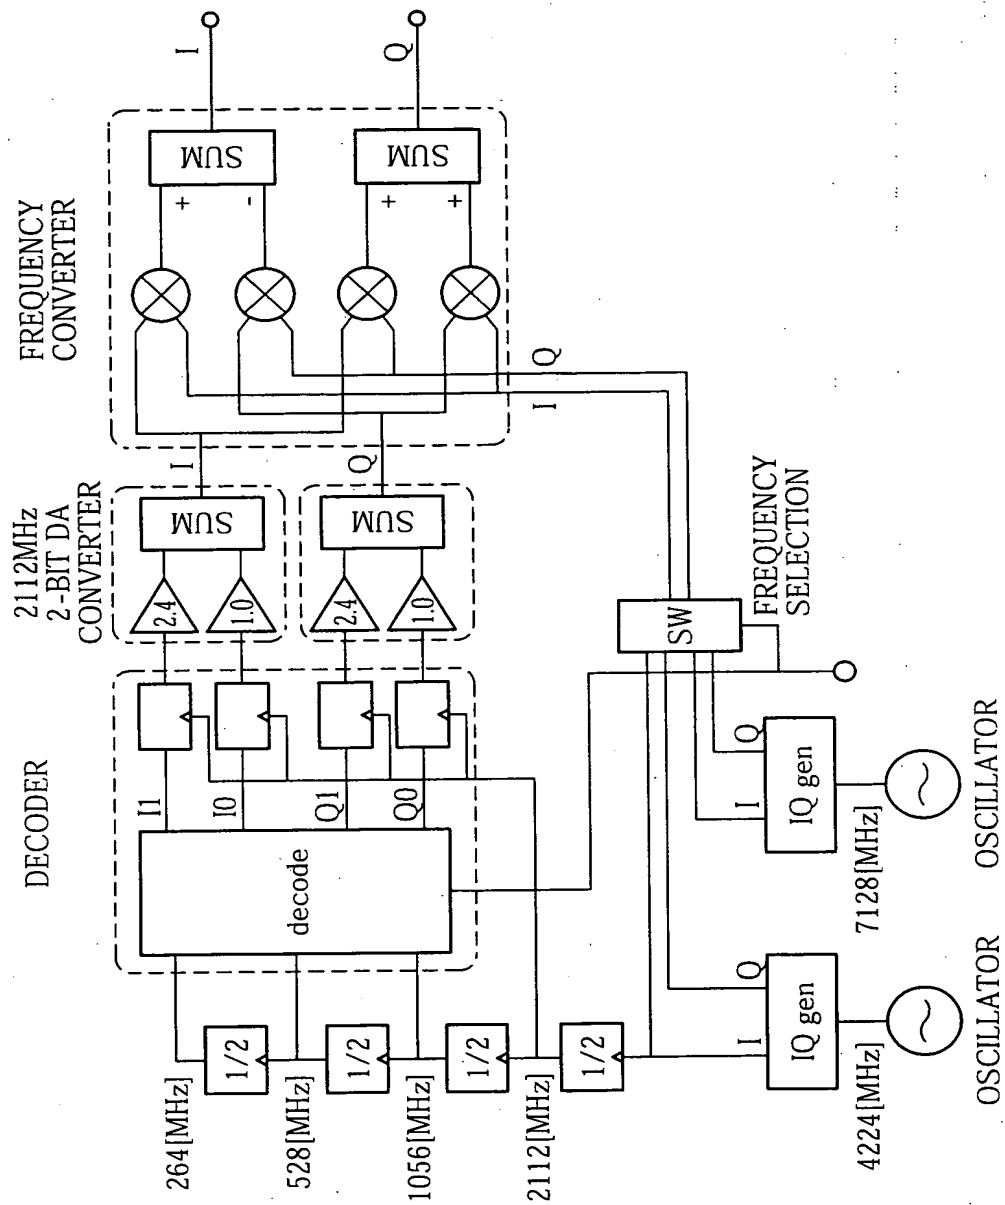 DECODER
2112MHz
2-BIT DA
CONVERTER
FREQUENCY
CONVERTER
264[MHz]
1/2
528[MHz]
1/2
1056[MHz]
1/2
2112[MHz]
1/2
decode
I1
I0
Q1
Q0
2.4
1.0
2.4
1.0
SUM
SUM
I
Q
+
-
+
+
SUM
SUM
I
Q
I
Q
SW
FREQUENCY
SELECTION
I
Q
IQ gen
4224[MHz]
OSCILLATOR
I
Q
IQ gen
7128[MHz]
OSCILLATOR